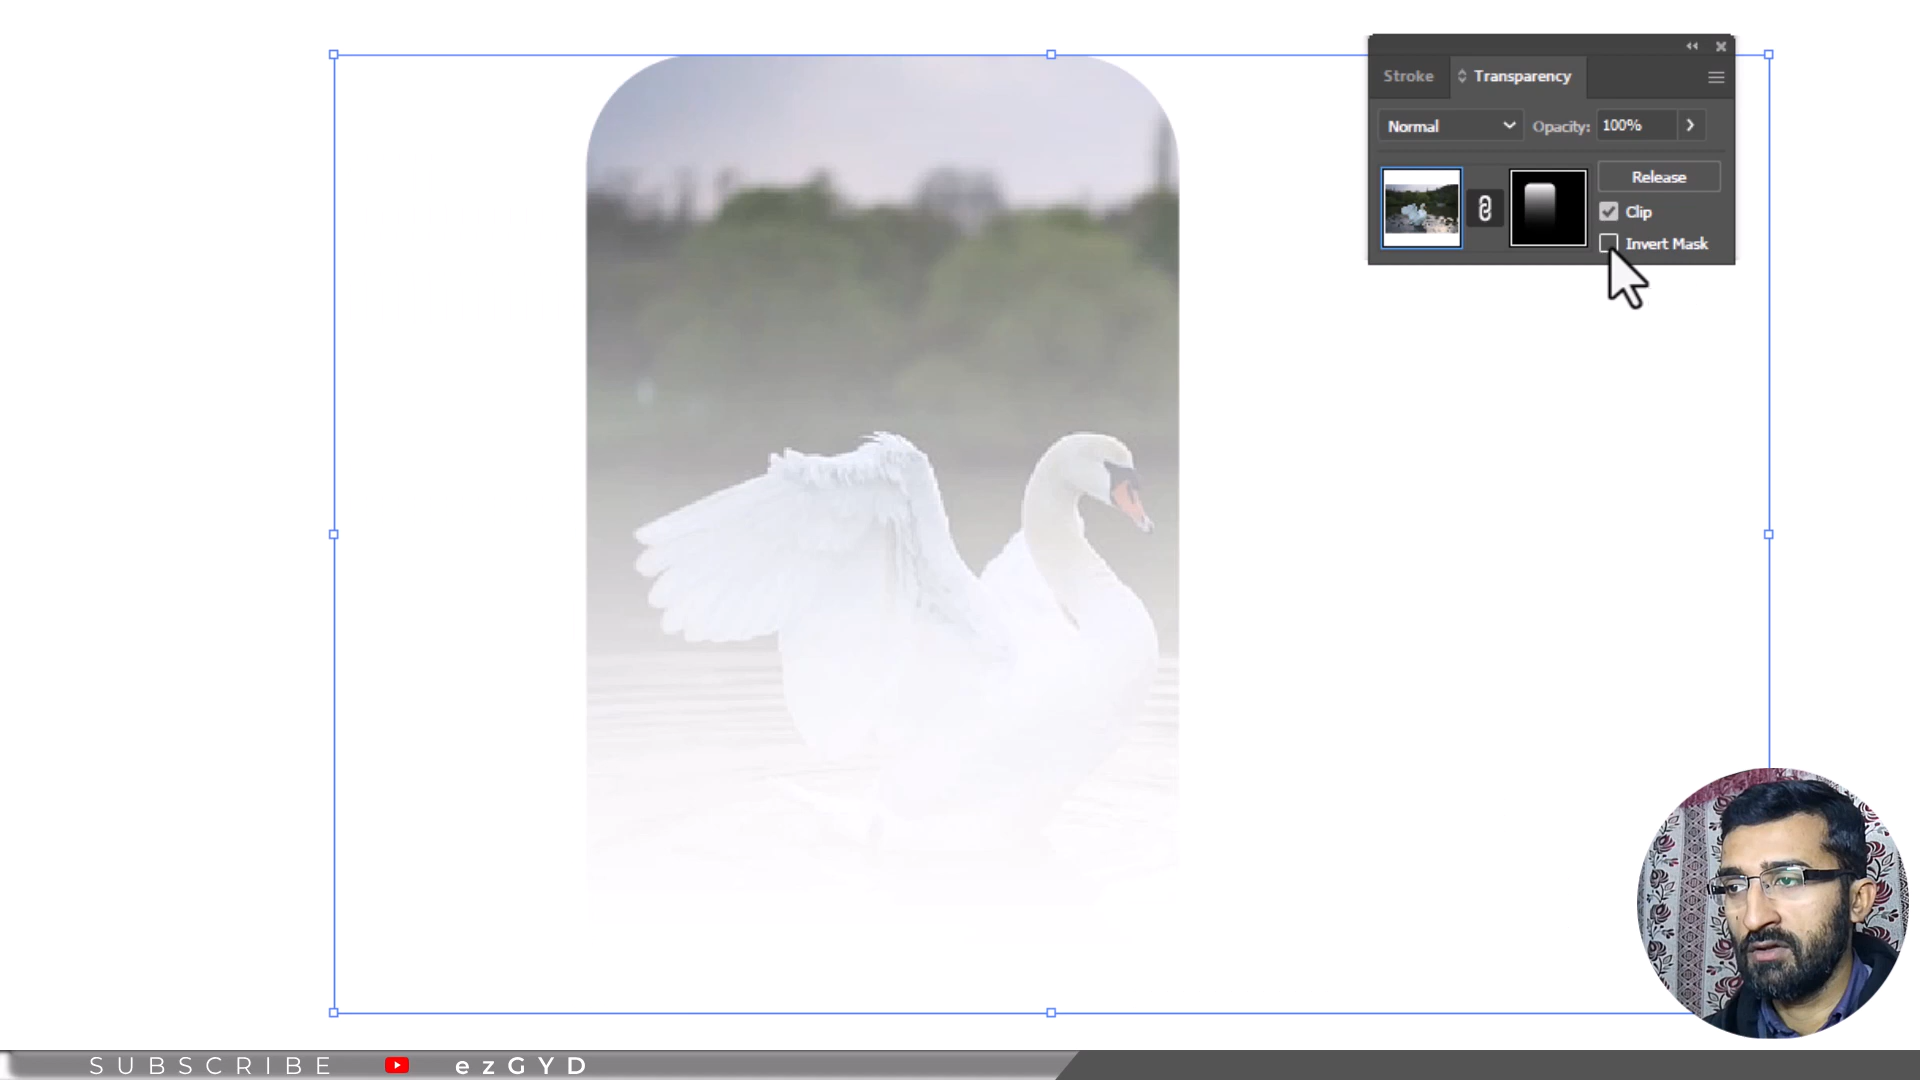 Stroke Transparency
Normal Opacity: 100%
Release
Clip
Invert Mask
SUBSCRIBE ezGYD